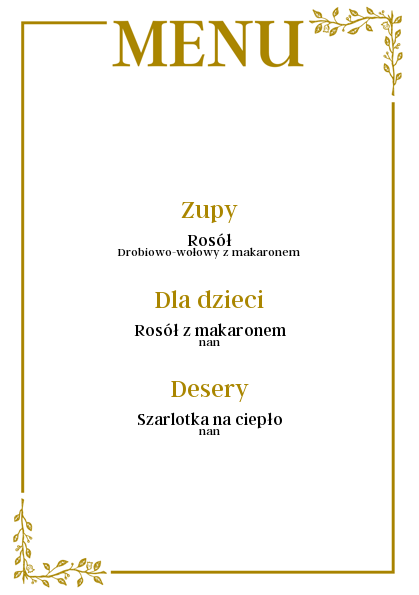 MENU
Zupy
Rosół
Drobiowo-wołowy z makaronem
Dla dzieci
Rosół z makaronem
nan
Desery
Szarlotka na ciepło
nan